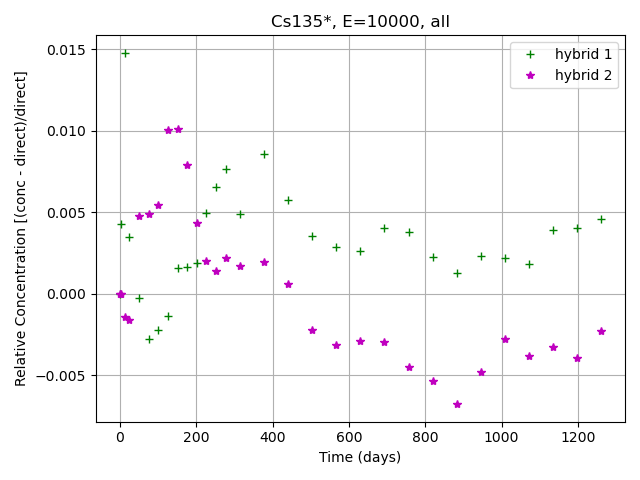 Cs135*, E=10000, all
hybrid 1
hybrid 2
Relative Concentration [(conc - direct)/direct]
0.015
0.010
0.005
0.000
−0.005
0
200
400
600
800
1000
1200
Time (days)